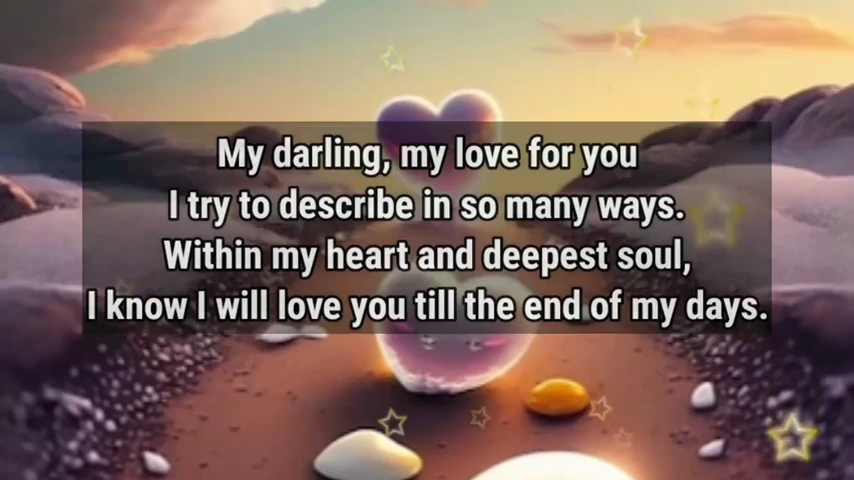 My darling, my love for you
I try to describe in so many ways.
Within my heart and deepest soul,
I know I will love you till the end of my days.